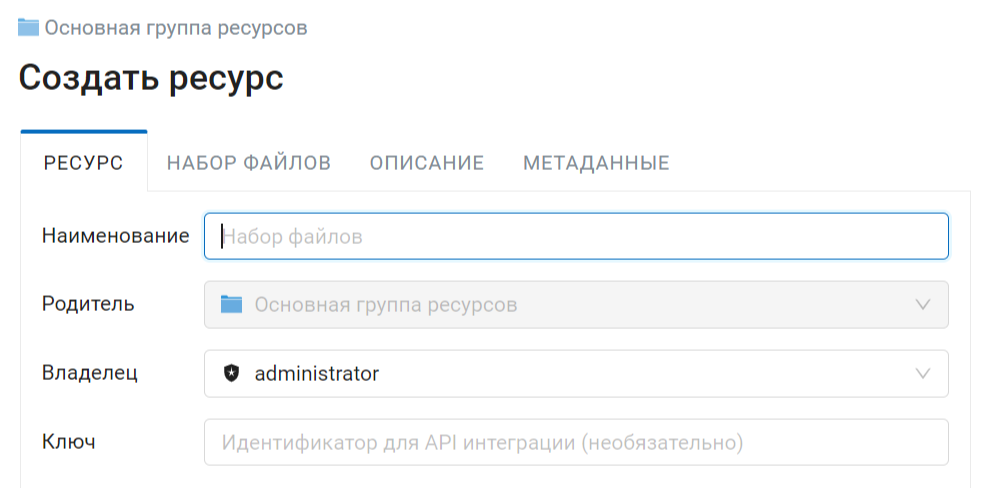 Основная группа ресурсов
Создать ресурс
РЕСУРС НАБОР ФАЙЛОВ ОПИСАНИЕ МЕТАДАННЫЕ
Наименование Набор файлов
Родитель Основная группа ресурсов
Владелец administrator
Ключ Идентификатор для API интеграции (необязательно)